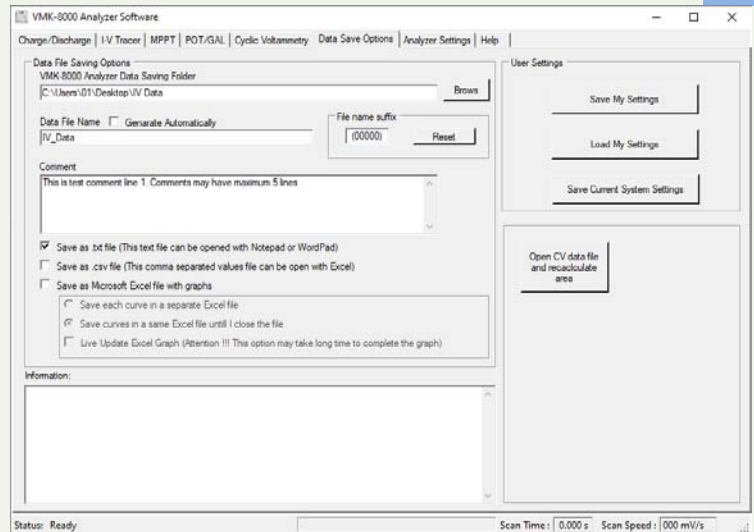 VMK-8000 Analyzer Software
Charge/Discharge I-V Tracer MPPT POT/GAL Cyclic Voltammetry Data Save Options Analyzer Settings Help
Data File Saving Options
VMK-8000 Analyzer Data Saving Folder
C:\Users\01\Desktop\IV Data
Brows
Data File Name Genarate Automatically
IV_Data
File name suffix
(00000)
Reset
Comment
This is test comment line 1. Comments may have maximum 5 lines
Save as .txt file (This text file can be opened with Notepad or WordPad)
Save as .csv file (This comma separated values file can be open with Excel)
Save as Microsoft Excel file with graphs
Save each curve in a separate Excel file
Save curves in a same Excel file untill I close the file
Live Update Excel Graph (Attention !!! This option may take long time to complete the graph)
Information:
User Settings
Save My Settings
Load My Settings
Save Current System Settings
Open CV data file
and recaclculate
area
Status: Ready
Scan Time : 0.000 s Scan Speed : 000 mV/s